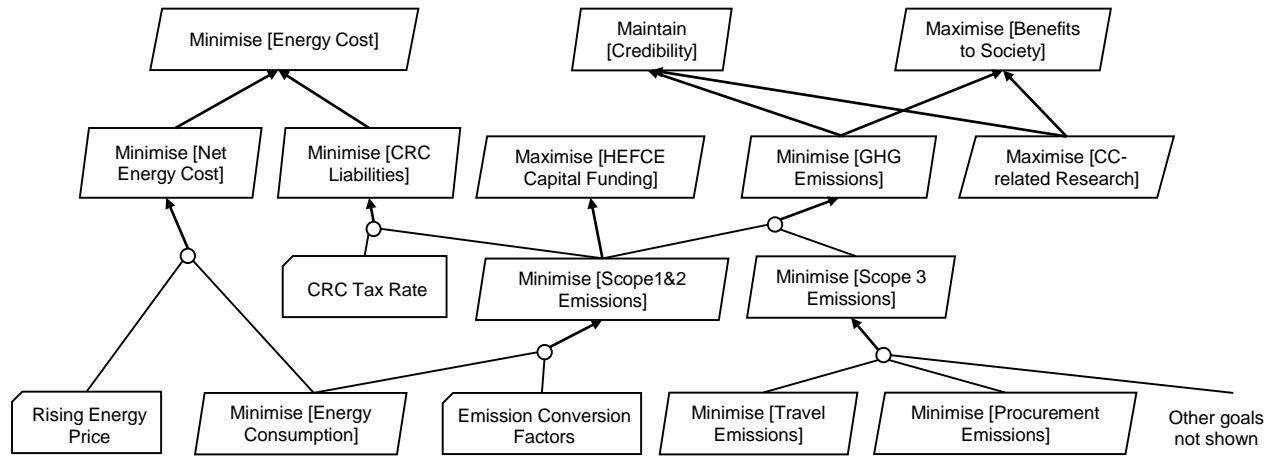 Minimise [Energy Cost]
Maintain
[Credibility]
Maximise [Benefits
to Society]
Minimise [Net
Energy Cost]
Minimise [CRC
Liabilities]
Maximise [HEFCE
Capital Funding]
Minimise [GHG
Emissions]
Maximise [CC-
related Research]
CRC Tax Rate
Minimise [Scope1&2
Emissions]
Minimise [Scope 3
Emissions]
Rising Energy
Price
Minimise [Energy
Consumption]
Emission Conversion
Factors
Minimise [Travel
Emissions]
Minimise [Procurement
Emissions]
Other goals
not shown